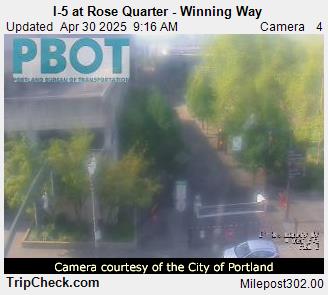 I-5 at Rose Quarter - Winning Way
Updated Apr 30 2025 9:16 AM Camera 4
PBOT
PORTLAND BUREAU OF TRANSPORTATION
Camera courtesy of the City of Portland
TripCheck.com Milepost302.00